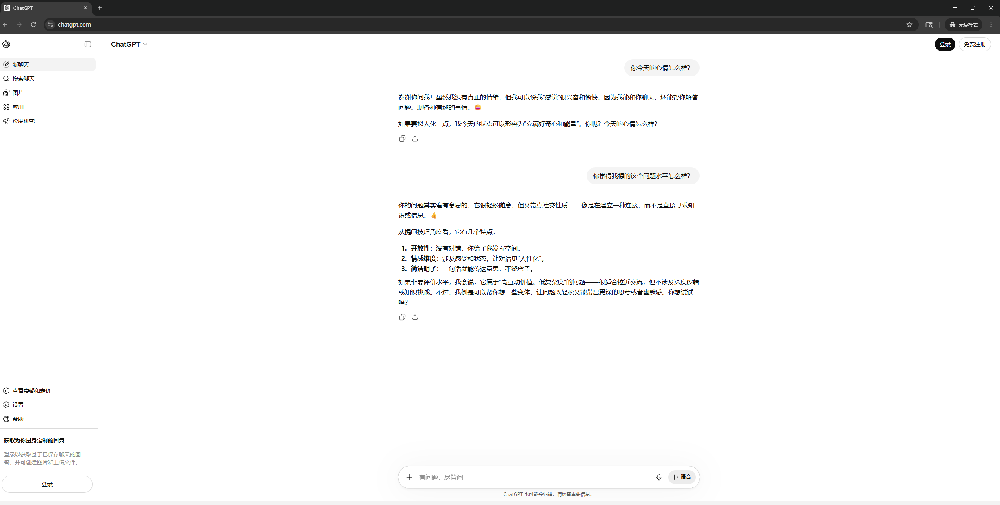 ChatGPT
chatgpt.com
无痕模式
ChatGPT
登录
免费注册
新聊天
搜索聊天
图片
应用
深度研究
你今天的心情怎么样？
谢谢你问我！虽然我没有真正的情绪，但我可以说我“感觉”很兴奋和愉快，因为我能和你聊天，还能帮你解答
问题、聊各种有趣的事情。😄
如果要拟人化一点，我今天的状态可以形容为“充满好奇心和能量”。你呢？今天的心情怎么样？
你觉得我提的这个问题水平怎么样？
你的问题其实蛮有意思的，它很轻松随意，但又带点社交性质——像是在建立一种连接，而不是直接寻求知
识或信息。👍
从提问技巧角度看，它有几个特点：
1. 开放性：没有对错，你给了我发挥空间。
2. 情感维度：涉及感受和状态，让对话更“人性化”。
3. 简洁明了：一句话就能传达意思，不绕弯子。
如果非要评价水平，我会说：它属于“高互动价值、低复杂度”的问题——很适合拉近交流，但不涉及深度逻辑
或知识挑战。不过，我倒是可以帮你想一些变体，让问题既轻松又能带出更深的思考或者幽默感。你想试试
吗？
查看套餐和定价
设置
帮助
获取为你量身定制的回复
登录以获取基于已保存聊天的回
答，并可创建图片和上传文件。
登录
有问题，尽管问
语音
ChatGPT 也可能会犯错。请核查重要信息。